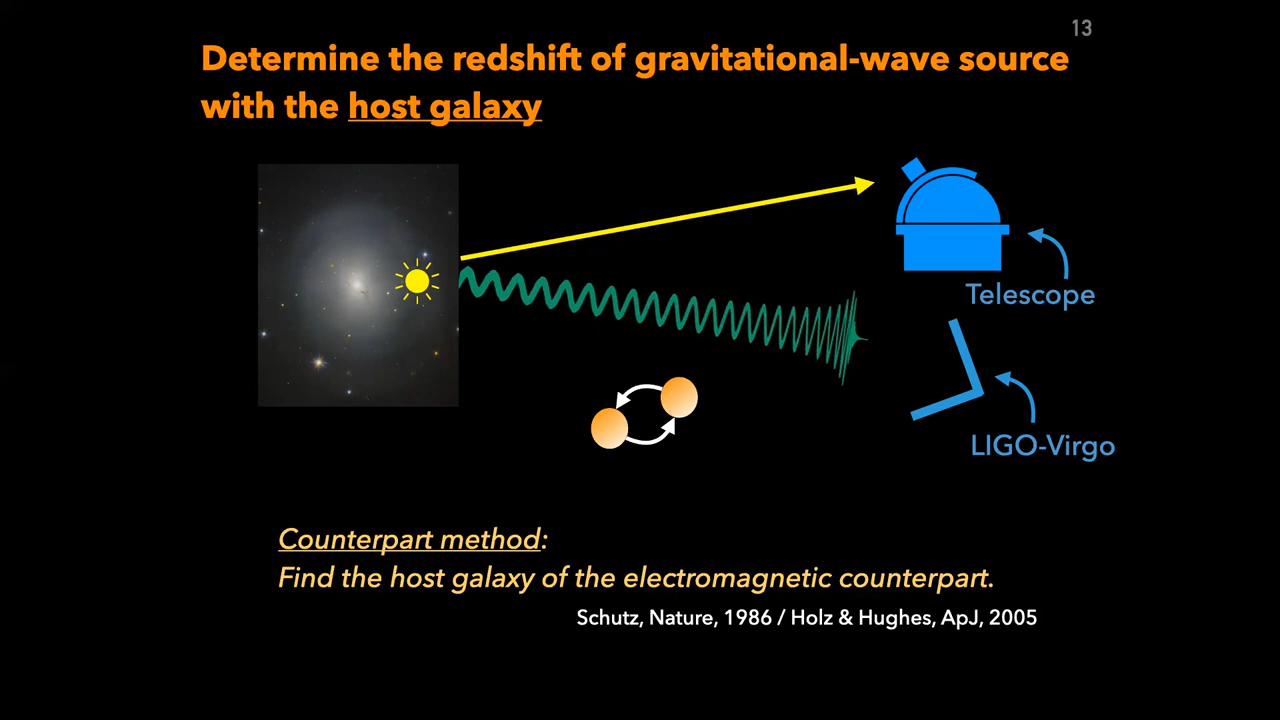 13
Determine the redshift of gravitational-wave source
with the host galaxy
Telescope
LIGO-Virgo
Counterpart method:
Find the host galaxy of the electromagnetic counterpart.
Schutz, Nature, 1986 / Holz & Hughes, ApJ, 2005